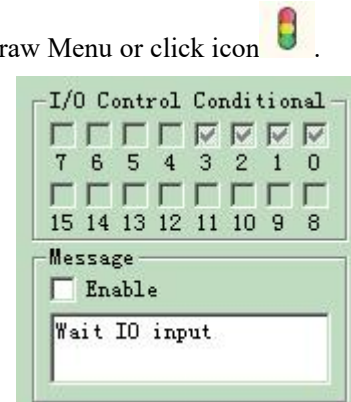 raw Menu or click icon .
I/O Control Conditional
7 6 5 4 3 2 1 0
15 14 13 12 11 10 9 8
Message
Enable
Wait IO input